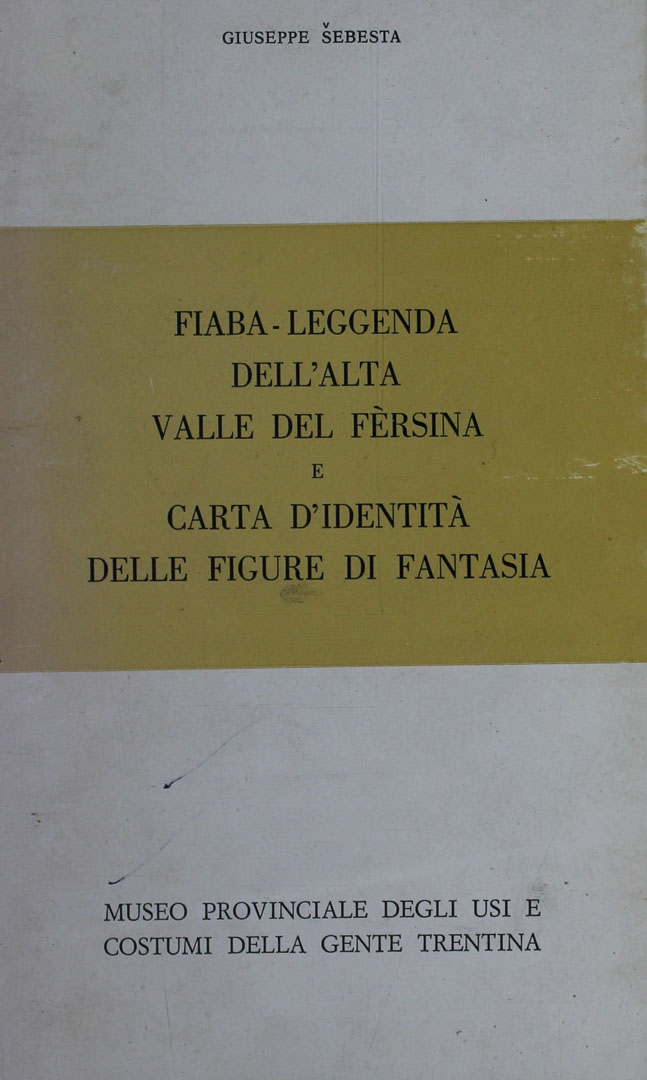 GIUSEPPE ŠEBESTA
FIABA - LEGGENDA
DELL'ALTA
VALLE DEL FÈRSINA
E
CARTA D'IDENTITÀ
DELLE FIGURE DI FANTASIA
MUSEO PROVINCIALE DEGLI USI E
COSTUMI DELLA GENTE TRENTINA